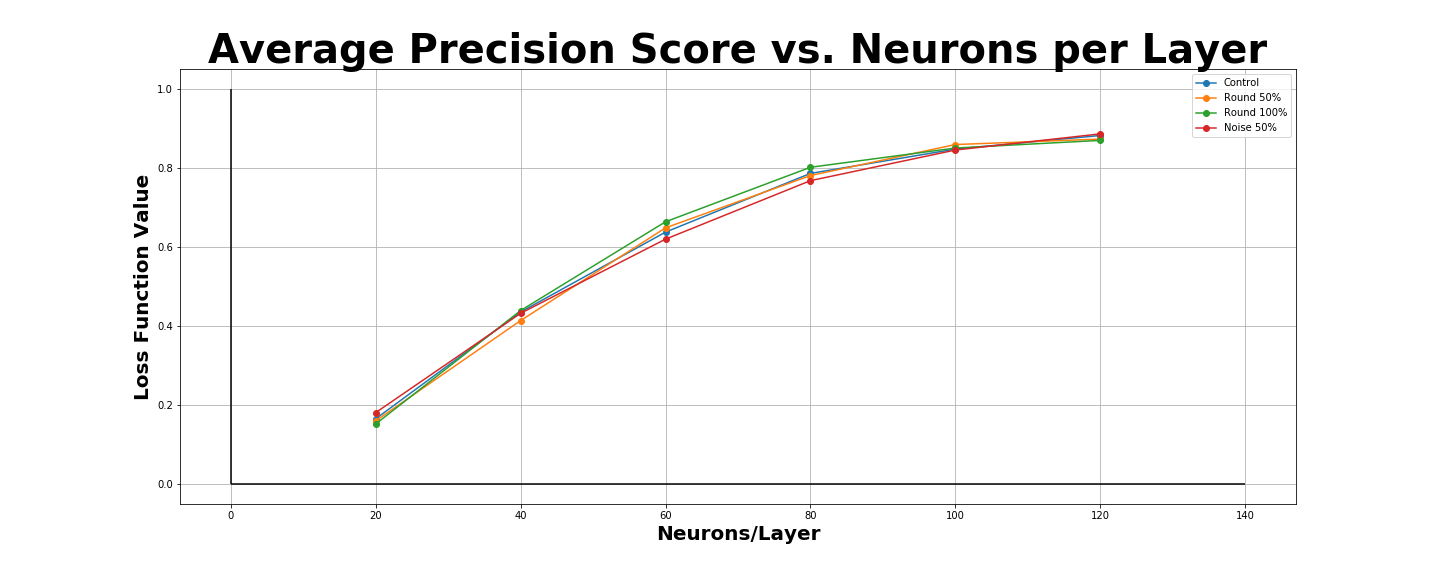 Average Precision Score vs. Neurons per Layer
Control
Round 50%
Round 100%
Noise 50%
Loss Function Value
1.0
0.8
0.6
0.4
0.2
0.0
0 20 40 60 80 100 120 140
Neurons/Layer